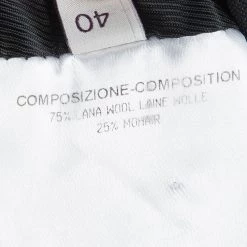 40
COMPOSIZIONE-COMPOSITION
75% LANA WOOL LAINE WOLLE
25% MOHAIR